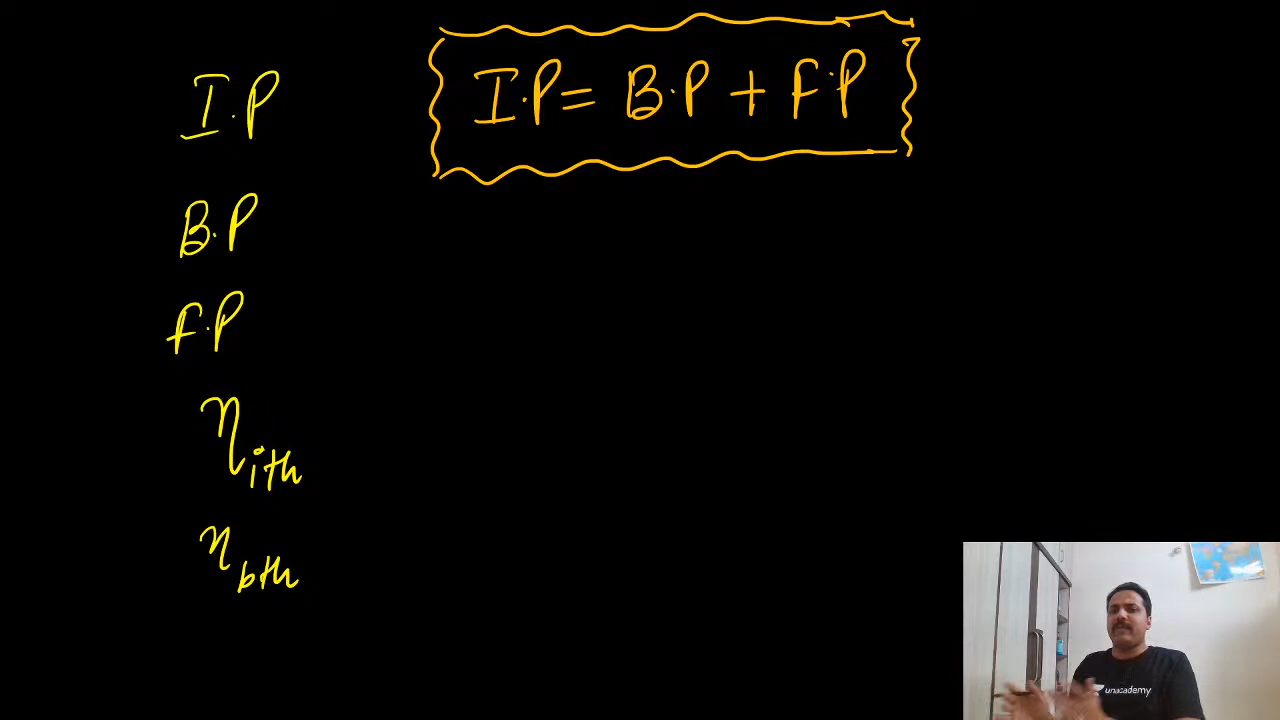 I.P
I.P = B.P + F.P
B.P
F.P
η_ith
η_bth
unacademy